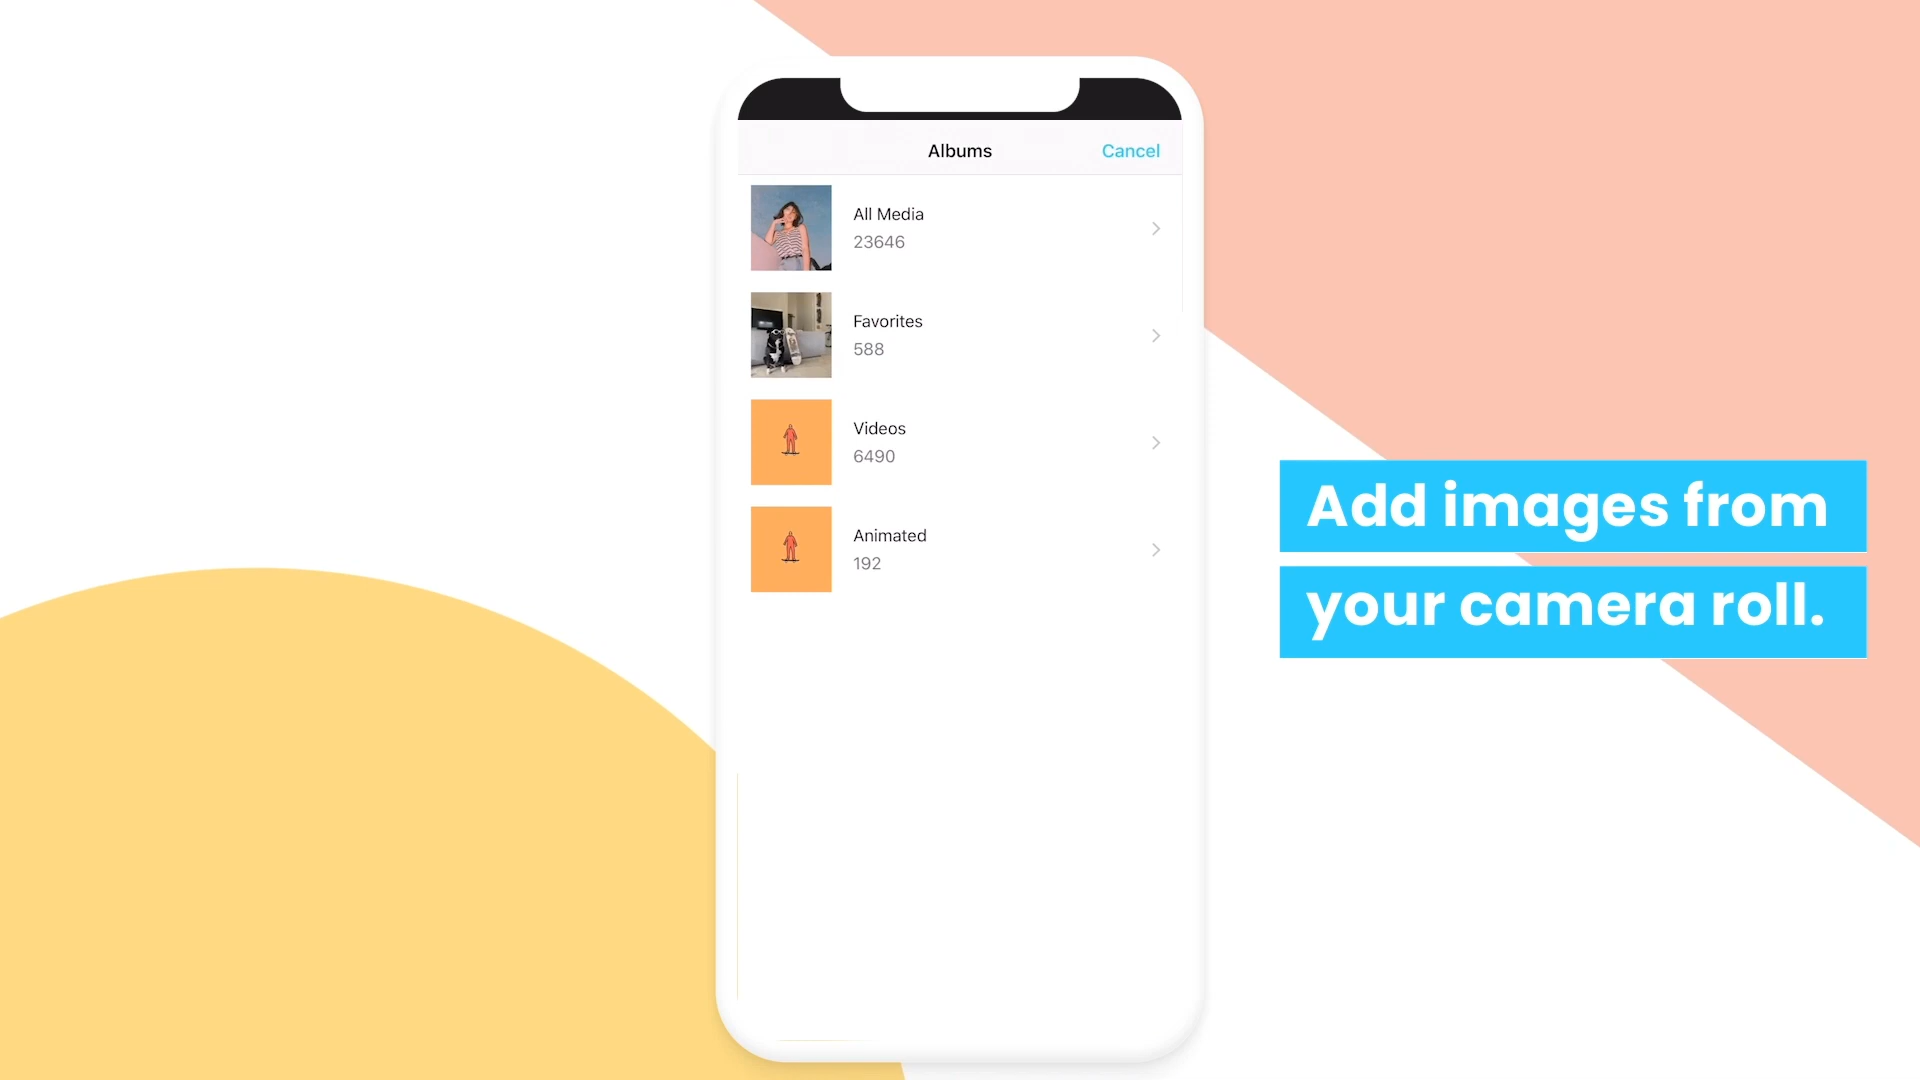 Albums
Cancel
All Media
23646
Favorites
588
Videos
6490
Animated
192
Add images from
your camera roll.